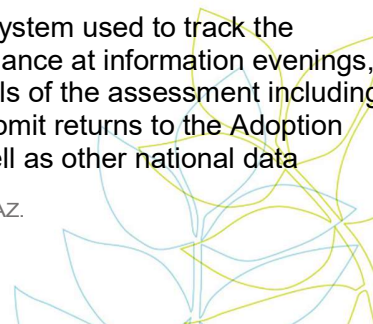 ystem used to track the
ance at information evenings,
ls of the assessment including
omit returns to the Adoption
ell as other national data
AZ.